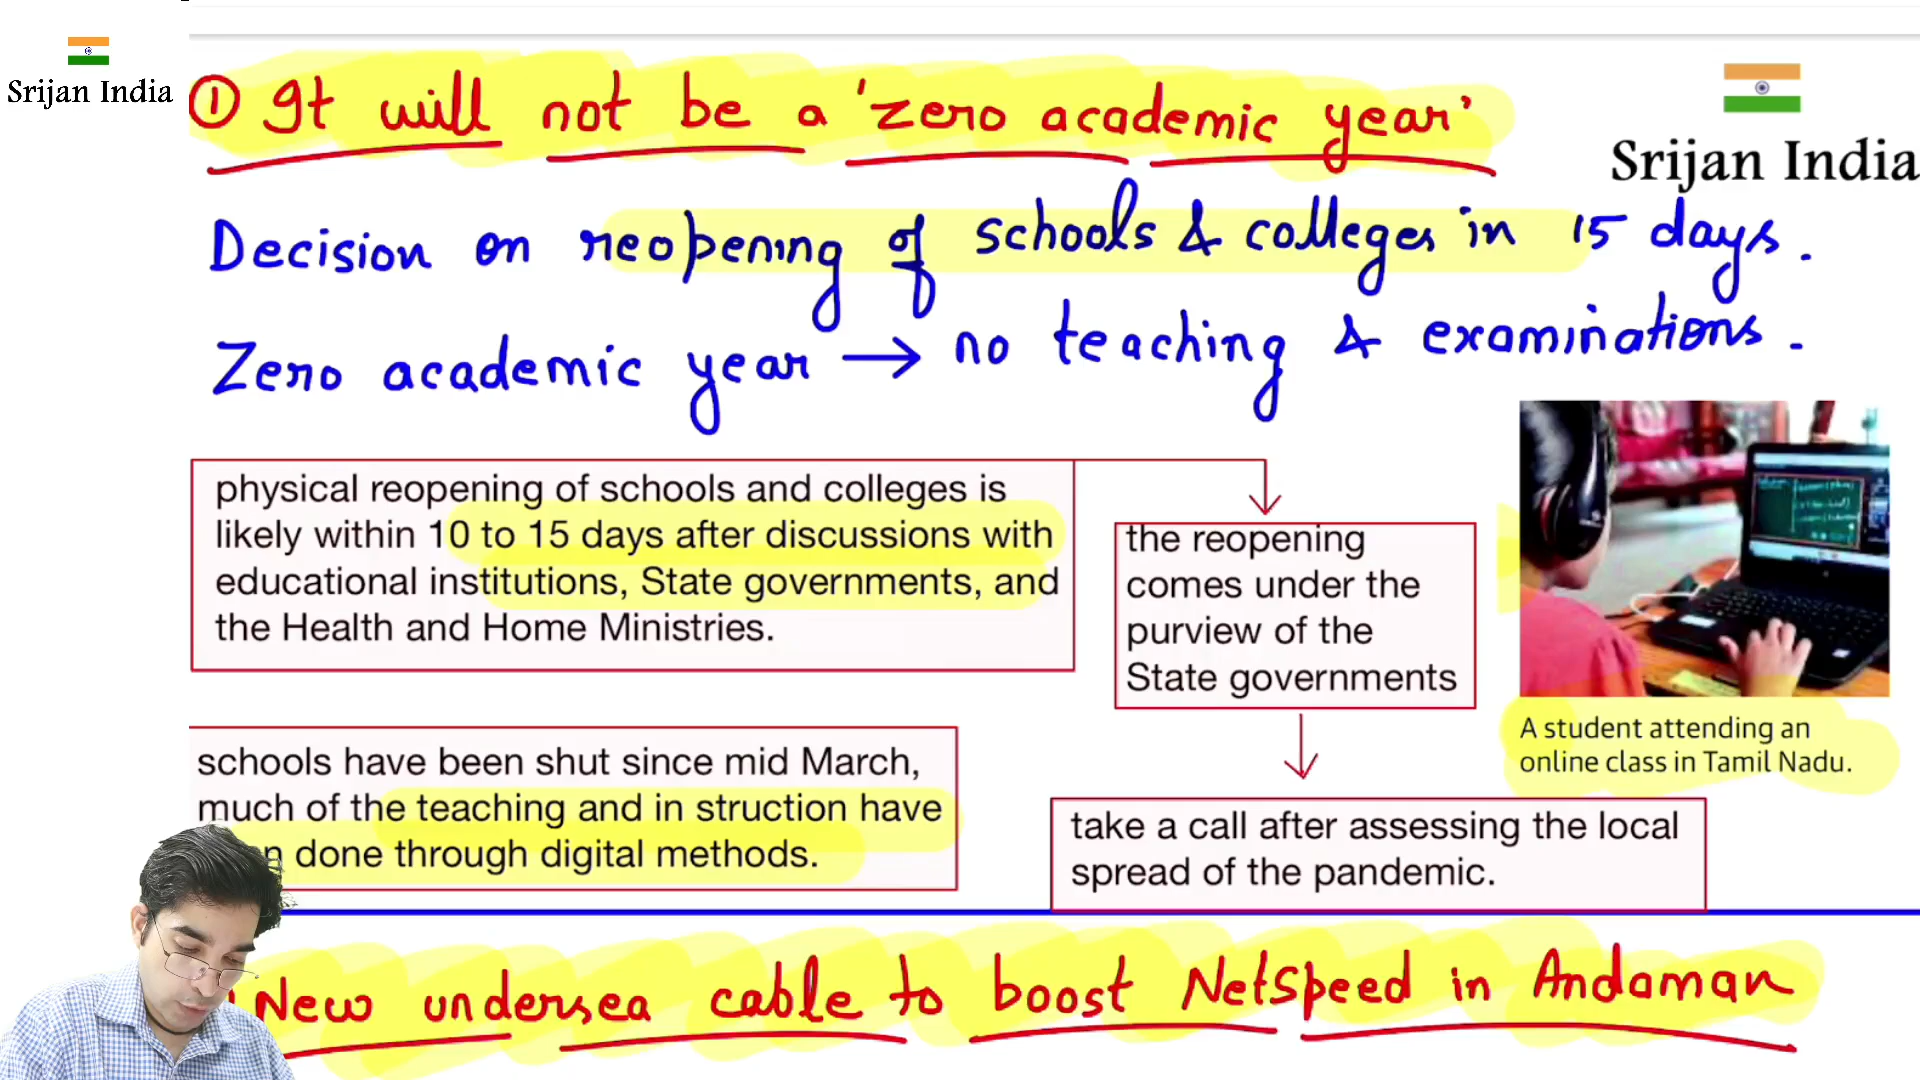 Srijan India
① It will not be a 'zero academic year'
Srijan India
Decision on reopening of schools & colleges in 15 days.
Zero academic year → no teaching & examinations.
physical reopening of schools and colleges is
likely within 10 to 15 days after discussions with
educational institutions, State governments, and
the Health and Home Ministries.
the reopening
comes under the
purview of the
State governments
A student attending an
online class in Tamil Nadu.
schools have been shut since mid March,
much of the teaching and in struction have
done through digital methods.
take a call after assessing the local
spread of the pandemic.
New undersea cable to boost NetSpeed in Andaman